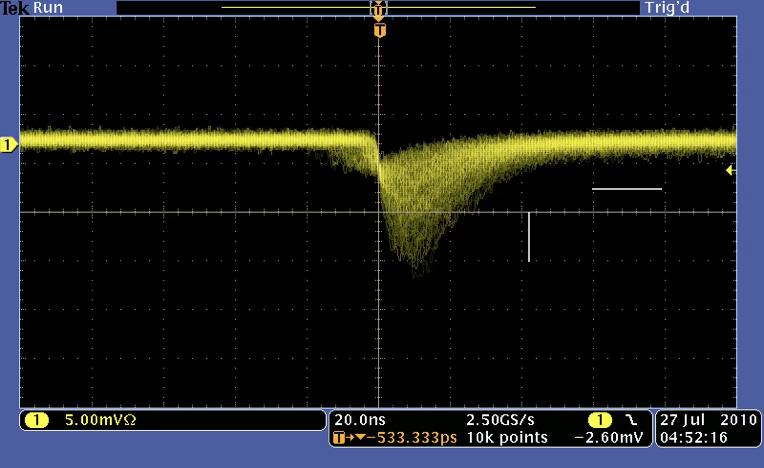 Tek Run Trig'd
T
T
1
1 5.00mVΩ
20.0ns 2.50GS/s 1
T→▼−533.333ps 10k points −2.60mV
27 Jul 2010
04:52:16